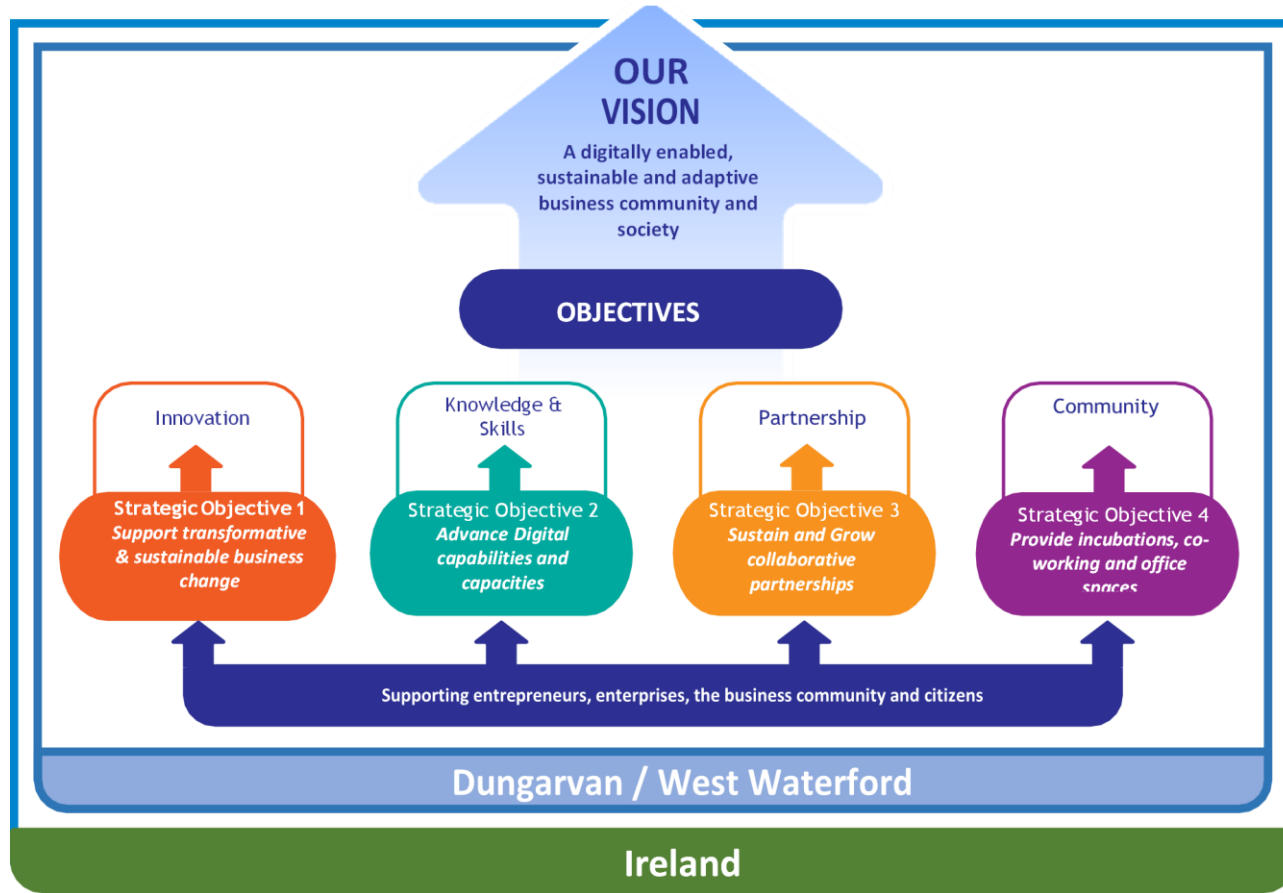 OUR
VISION
A digitally enabled,
sustainable and adaptive
business community and
society
OBJECTIVES
Innovation
Strategic Objective 1
Support transformative
& sustainable business
change
Knowledge &
Skills
Strategic Objective 2
Advance Digital
capabilities and
capacities
Partnership
Strategic Objective 3
Sustain and Grow
collaborative
partnerships
Community
Strategic Objective 4
Provide incubations, co-
working and office
spaces
Supporting entrepreneurs, enterprises, the business community and citizens
Dungarvan / West Waterford
Ireland